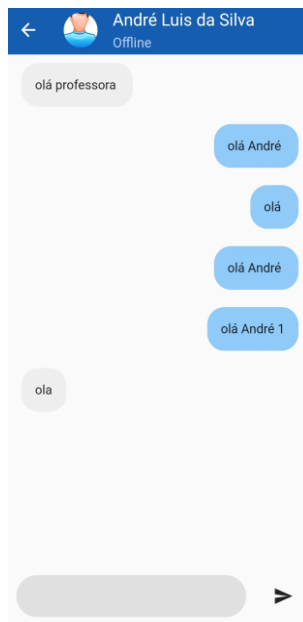 André Luis da Silva
Offline
olá professora
olá André
olá
olá André
olá André 1
ola